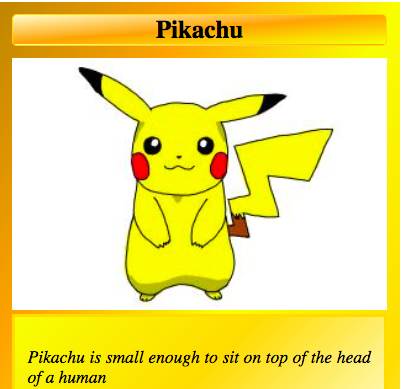 Pikachu
Pikachu is small enough to sit on top of the head
of a human